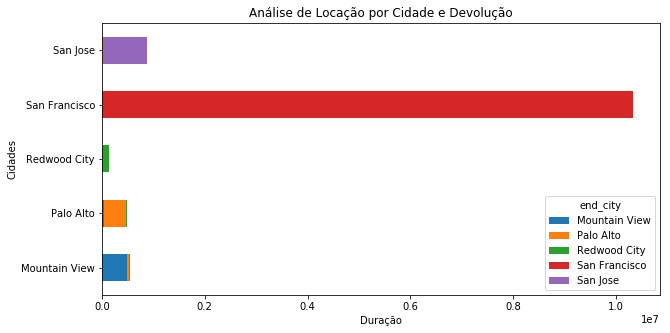 Análise de Locação por Cidade e Devolução
San Jose
San Francisco
Redwood City
Palo Alto
Mountain View
Cidades
end_city
Mountain View
Palo Alto
Redwood City
San Francisco
San Jose
0.0 0.2 0.4 0.6 0.8 1.0
1e7
Duração